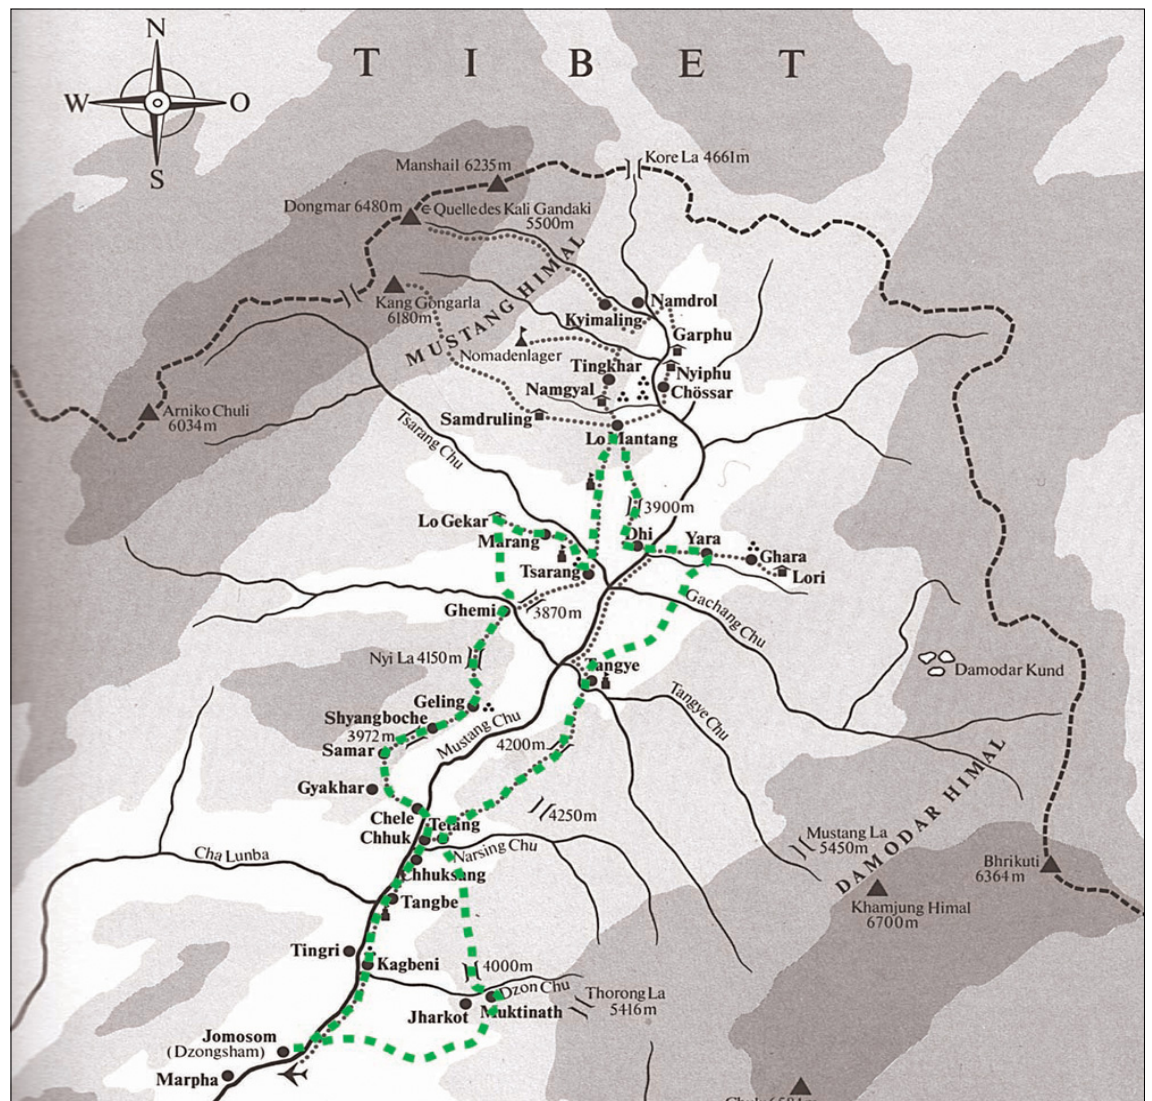 N
W
O
S
T I B E T
Kore La 4661m
Manshail 6235m
Dongmar 6480m
Quelle des Kali Gandaki
5500m
Kang Gongarla
6180m
MUSTANG HIMAL
Namdrol
Kyimaling
Garphu
Nomadenlager
Tingkhar
Nyiphu
Chössar
Namgyal
Samdruling
Lo Mantang
Arniko Chuli
6034m
Tsarang Chu
3900m
Lo Gekar
Marang
Dhi
Yara
Ghara
Lori
Tsarang
Ghemi
3870m
Gachang Chu
Nyi La 4150m
Tangye
Damodar Kund
Geling
Shyangboche
3972m
Samar
Mustang Chu
4200m
Tangye Chu
Gyakhar
Chele
Tetang
Chhuk
4250m
Mustang La
5450m
DAMODAR HIMAL
Narsing Chu
Cha Lunba
Chhuksang
Bhrikuti
6364m
Tangbe
Khamjung Himal
6700m
Tingri
Kagbeni
4000m
Dzon Chu
Thorong La
5416m
Jharkot
Muktinath
Jomosom
(Dzongsham)
Marpha